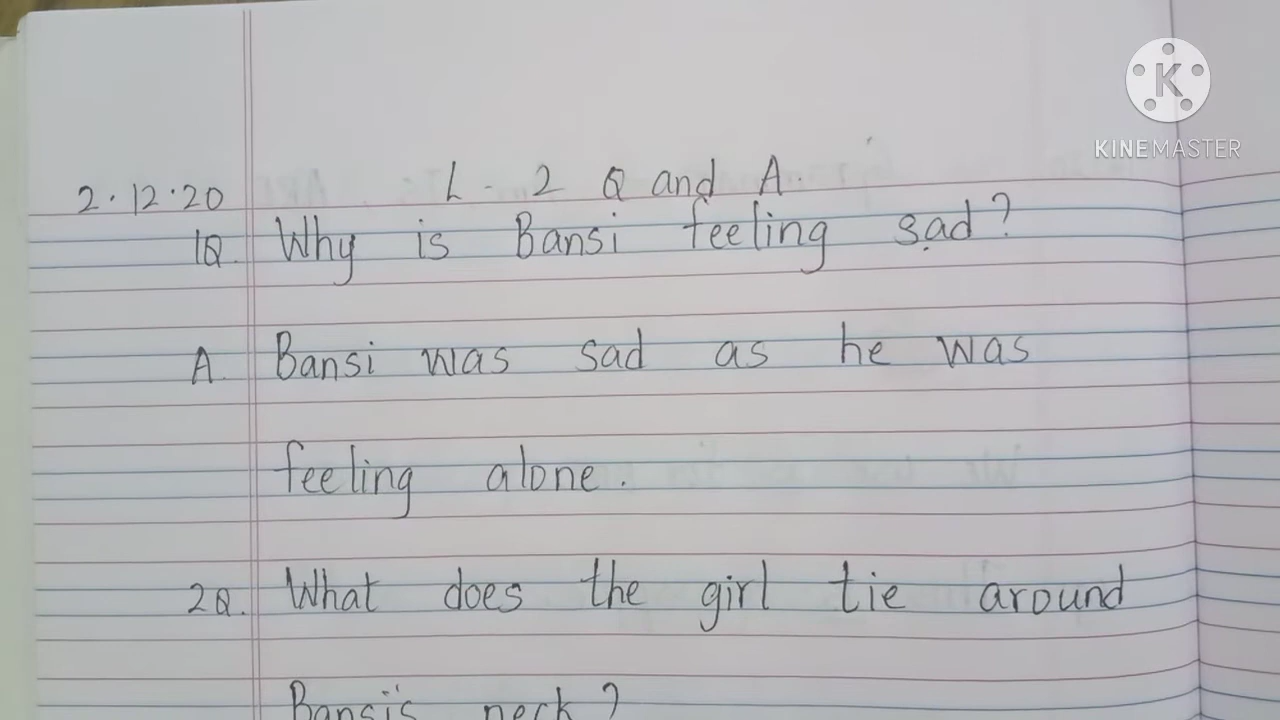 KINEMASTER
2.12.20 L - 2 Q and A.
1Q. Why is Bansi feeling sad?
A. Bansi was sad as he was
feeling alone.
2Q. What does the girl tie around
Bansi's neck?